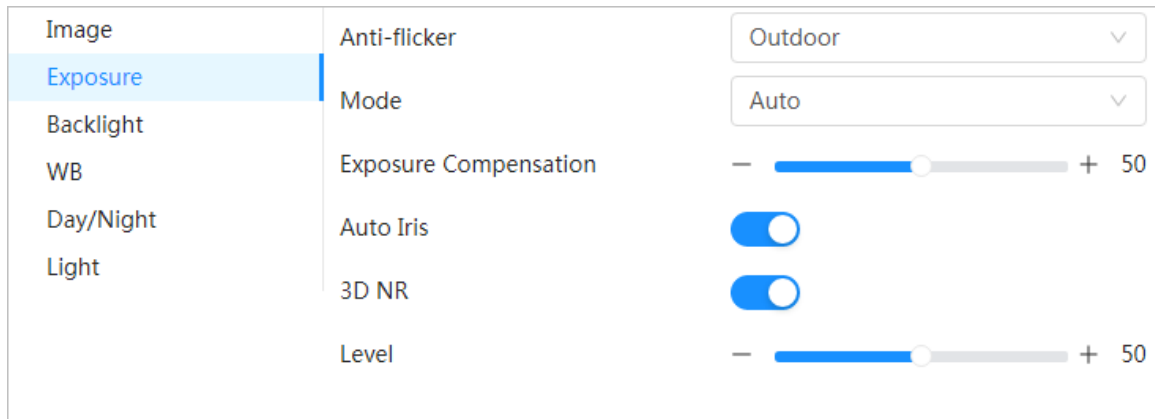 Image
Exposure
Backlight
WB
Day/Night
Light
Anti-flicker Outdoor
Mode Auto
Exposure Compensation 50
Auto Iris
3D NR
Level 50